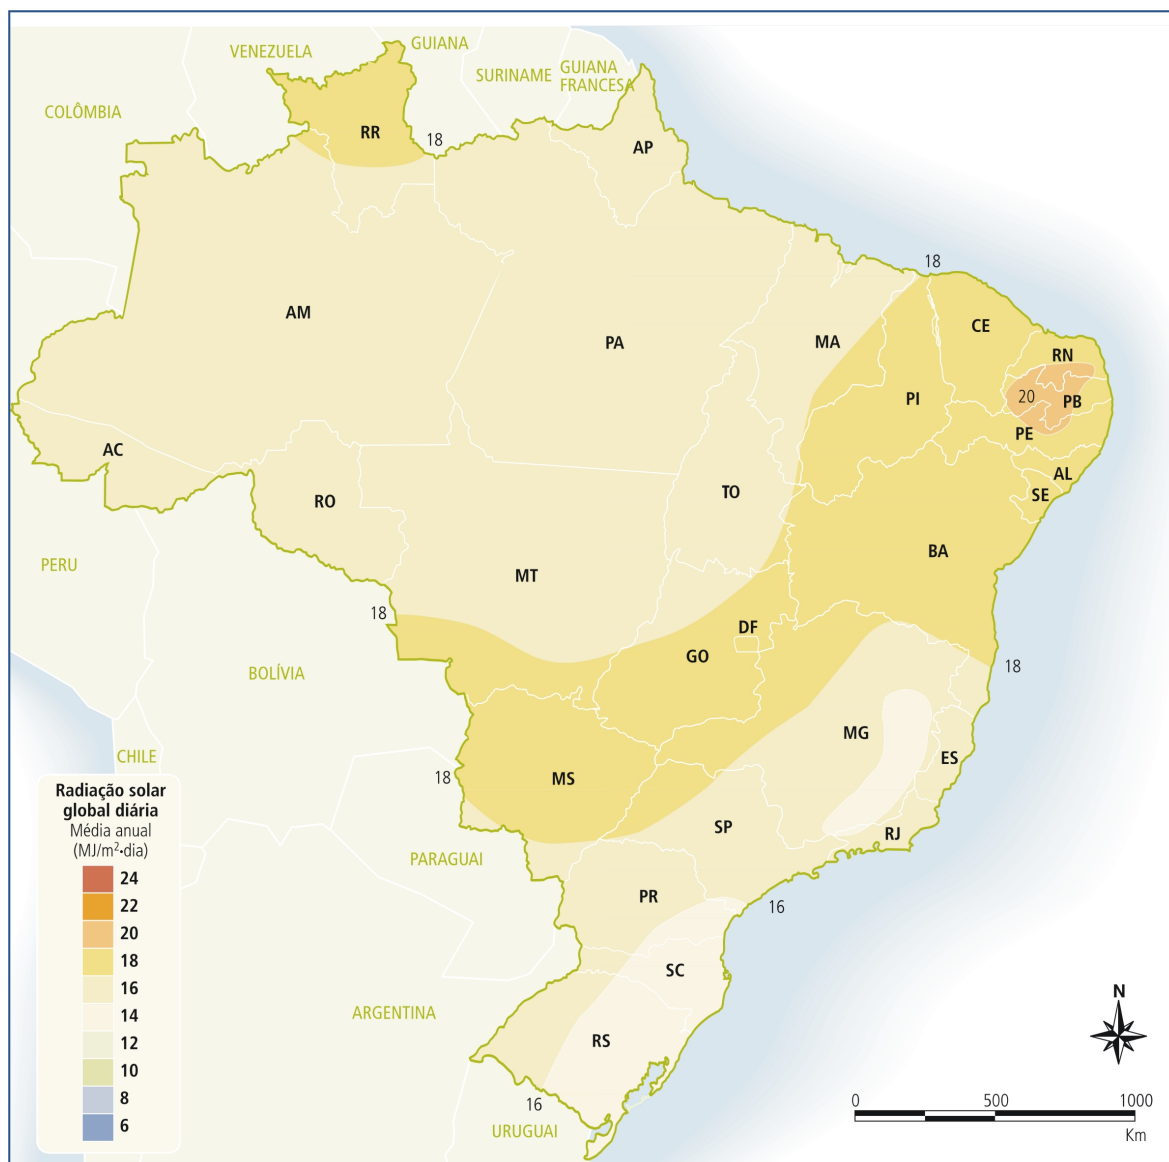 VENEZUELA
GUIANA
SURINAME
GUIANA
FRANCESA
COLÔMBIA
RR
18
AP
18
AM
PA
MA
CE
RN
PI
20
PB
PE
AC
AL
TO
SE
RO
BA
PERU
MT
18
DF
GO
18
BOLÍVIA
MG
CHILE
ES
18
MS
Radiação solar
global diária
Média anual
(MJ/m²•dia)
24
22
20
18
16
14
12
10
8
6
SP
RJ
PARAGUAI
PR
16
SC
N
ARGENTINA
RS
16
URUGUAI
0 500 1000
Km